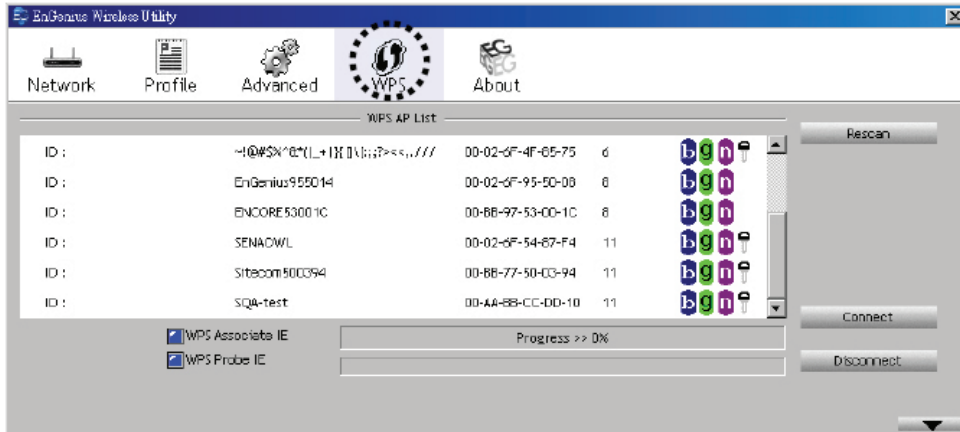 EnGenius Wireless Utility
Network Profile Advanced WPS About
WPS AP List
Rescan
ID : 00-02-6F-4F-85-75 6 b g n
ID : EnGenius955014 00-02-6F-95-50-08 8 b g n
ID : ENCORE53001C 00-BB-97-53-00-1C 8 b g n
ID : SENAOWL 00-02-6F-54-87-F4 11 b g n
ID : Sitecom500394 00-BB-77-50-03-94 11 b g n
ID : SQA-test 00-AA-BB-CC-DD-10 11 b g n
Connect
WPS Associate IE Progress >> 0%
WPS Probe IE
Disconnect